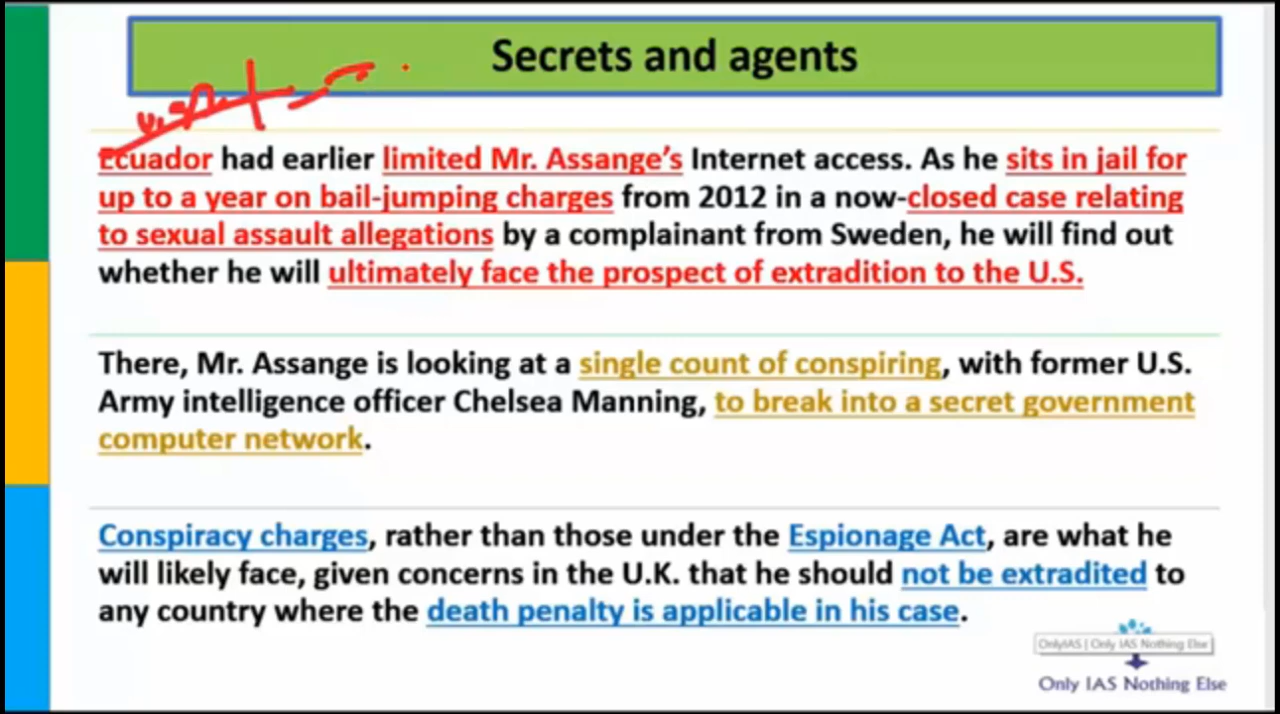 Secrets and agents
Ecuador had earlier limited Mr. Assange's Internet access. As he sits in jail for
up to a year on bail-jumping charges from 2012 in a now-closed case relating
to sexual assault allegations by a complainant from Sweden, he will find out
whether he will ultimately face the prospect of extradition to the U.S.
There, Mr. Assange is looking at a single count of conspiring, with former U.S.
Army intelligence officer Chelsea Manning, to break into a secret government
computer network.
Conspiracy charges, rather than those under the Espionage Act, are what he
will likely face, given concerns in the U.K. that he should not be extradited to
any country where the death penalty is applicable in his case.
OnlyIAS | Only IAS Nothing Else
Only IAS Nothing Else